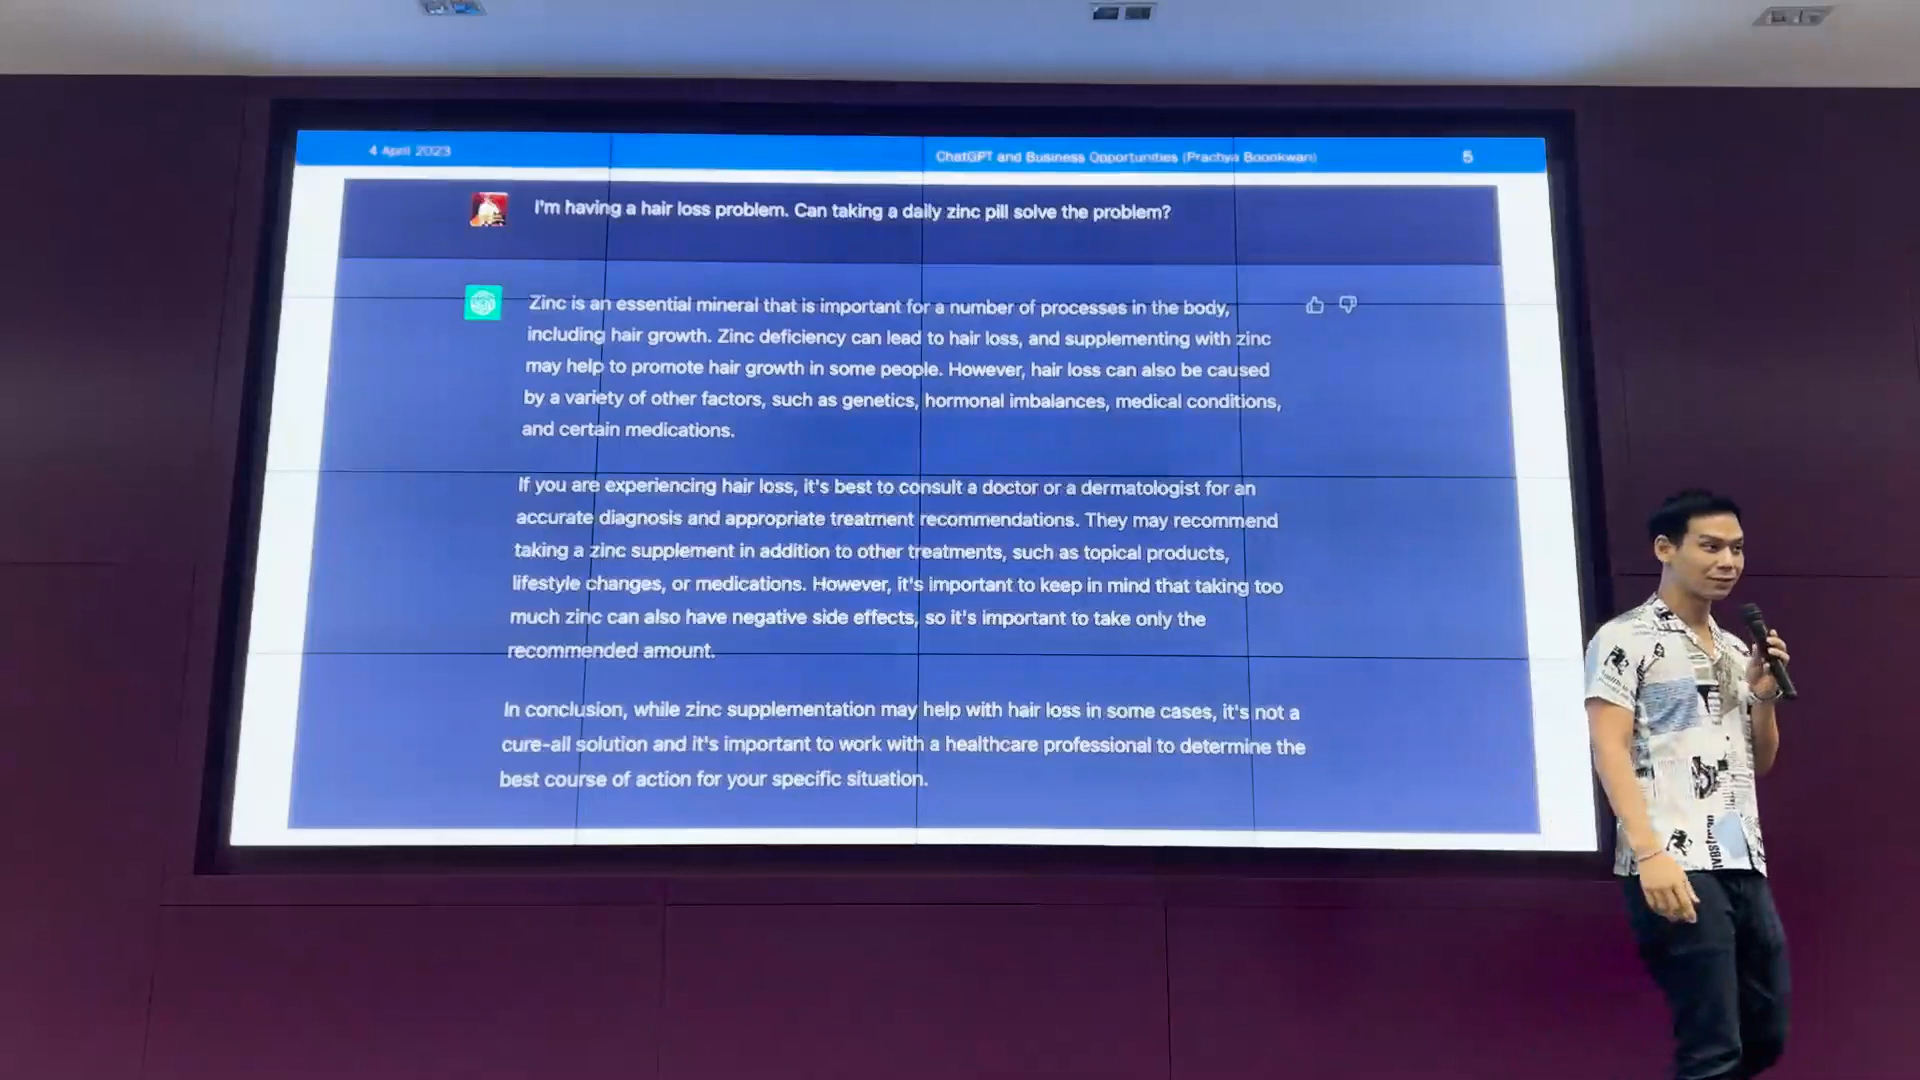 4 April 2023
ChatGPT and Business Opportunities (Prachya Boonkwan)
5
I'm having a hair loss problem. Can taking a daily zinc pill solve the problem?
Zinc is an essential mineral that is important for a number of processes in the body,
including hair growth. Zinc deficiency can lead to hair loss, and supplementing with zinc
may help to promote hair growth in some people. However, hair loss can also be caused
by a variety of other factors, such as genetics, hormonal imbalances, medical conditions,
and certain medications.
If you are experiencing hair loss, it's best to consult a doctor or a dermatologist for an
accurate diagnosis and appropriate treatment recommendations. They may recommend
taking a zinc supplement in addition to other treatments, such as topical products,
lifestyle changes, or medications. However, it's important to keep in mind that taking too
much zinc can also have negative side effects, so it's important to take only the
recommended amount.
In conclusion, while zinc supplementation may help with hair loss in some cases, it's not a
cure-all solution and it's important to work with a healthcare professional to determine the
best course of action for your specific situation.